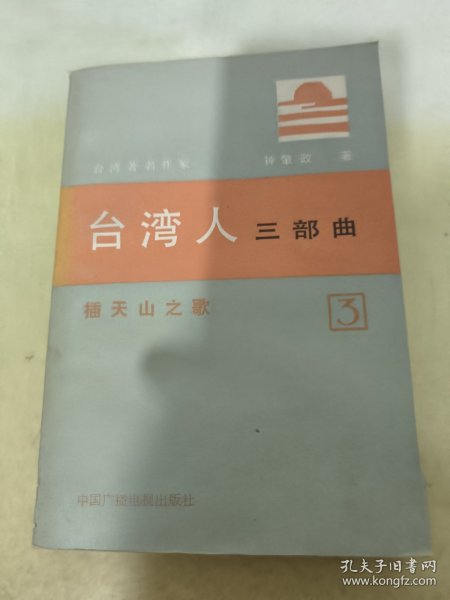 台湾著者作家 钟肇政 著
台湾人 三部曲
插天山之歌 3
中国广播电视出版社
孔夫子旧书网
www.kongfz.com